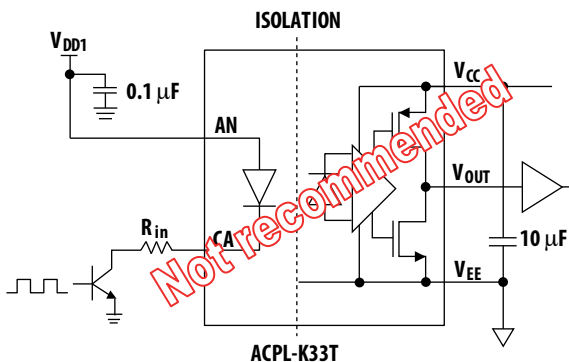 ISOLATION
VDD1
0.1 μF
AN
VCC
VOUT
Rin
CA
10 μF
VEE
Not recommended
ACPL-K33T